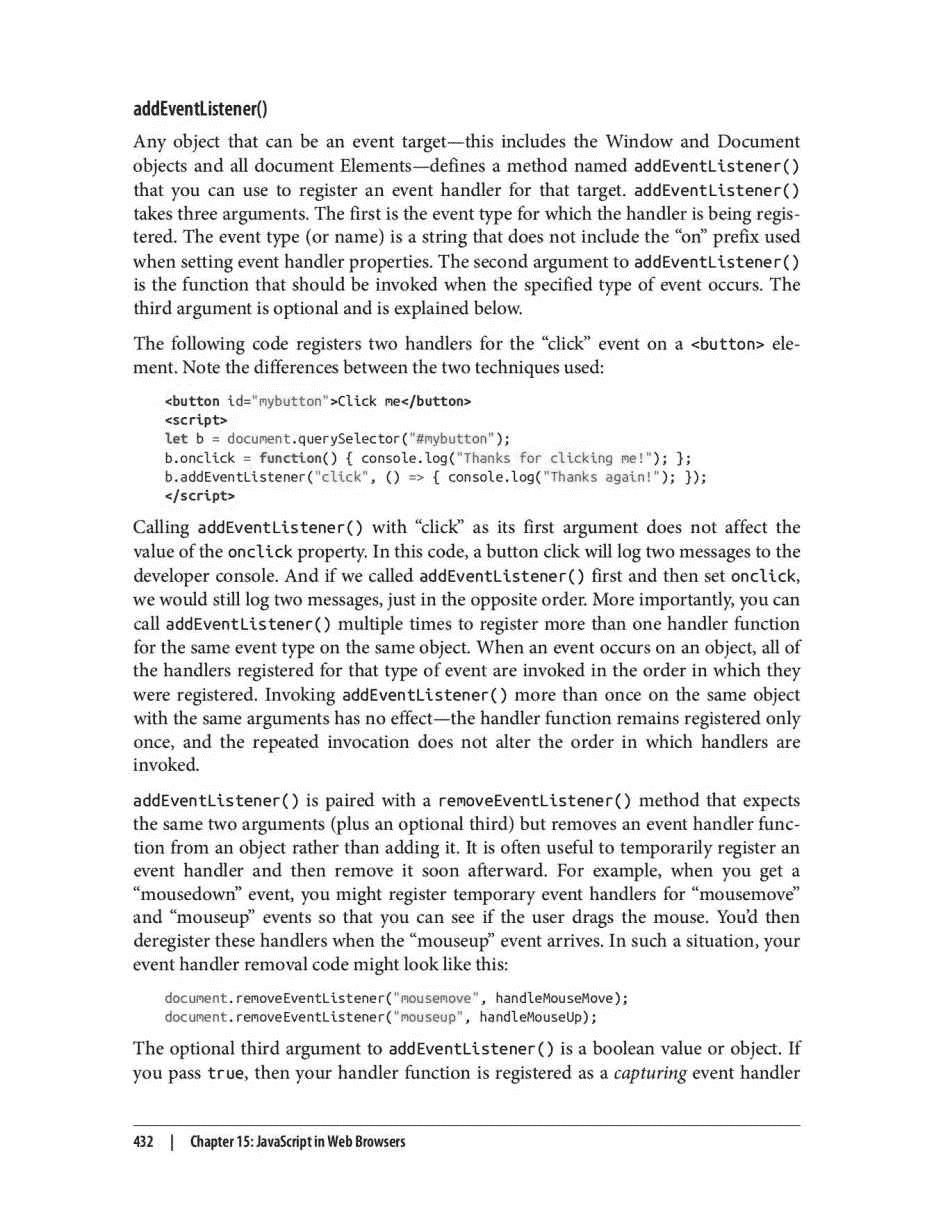 addEventListener()
Any object that can be an event target—this includes the Window and Document
objects and all document Elements—defines a method named addEventListener()
that you can use to register an event handler for that target. addEventListener()
takes three arguments. The first is the event type for which the handler is being regis-
tered. The event type (or name) is a string that does not include the “on” prefix used
when setting event handler properties. The second argument to addEventListener()
is the function that should be invoked when the specified type of event occurs. The
third argument is optional and is explained below.
The following code registers two handlers for the “click” event on a <button> ele-
ment. Note the differences between the two techniques used:
<button id="mybutton">Click me</button>
<script>
let b = document.querySelector("#mybutton");
b.onclick = function() { console.log("Thanks for clicking me!"); };
b.addEventListener("click", () => { console.log("Thanks again!"); });
</script>
Calling addEventListener() with “click” as its first argument does not affect the
value of the onclick property. In this code, a button click will log two messages to the
developer console. And if we called addEventListener() first and then set onclick,
we would still log two messages, just in the opposite order. More importantly, you can
call addEventListener() multiple times to register more than one handler function
for the same event type on the same object. When an event occurs on an object, all of
the handlers registered for that type of event are invoked in the order in which they
were registered. Invoking addEventListener() more than once on the same object
with the same arguments has no effect—the handler function remains registered only
once, and the repeated invocation does not alter the order in which handlers are
invoked.
addEventListener() is paired with a removeEventListener() method that expects
the same two arguments (plus an optional third) but removes an event handler func-
tion from an object rather than adding it. It is often useful to temporarily register an
event handler and then remove it soon afterward. For example, when you get a
“mousedown” event, you might register temporary event handlers for “mousemove”
and “mouseup” events so that you can see if the user drags the mouse. You’d then
deregister these handlers when the “mouseup” event arrives. In such a situation, your
event handler removal code might look like this:
document.removeEventListener("mousemove", handleMouseMove);
document.removeEventListener("mouseup", handleMouseUp);
The optional third argument to addEventListener() is a boolean value or object. If
you pass true, then your handler function is registered as a capturing event handler
432 | Chapter 15: JavaScript in Web Browsers